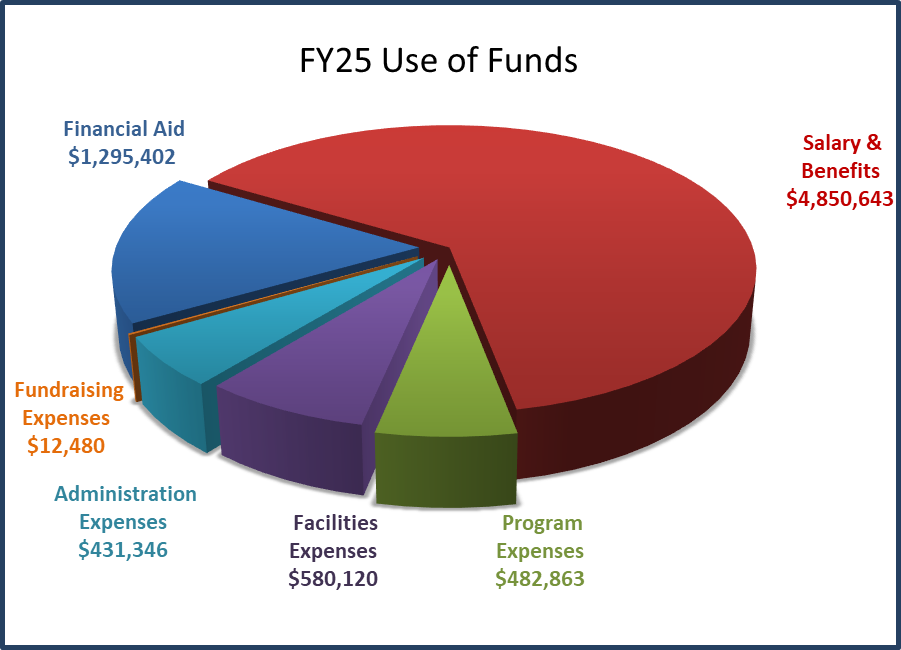 FY25 Use of Funds
Financial Aid
$1,295,402
Salary &
Benefits
$4,850,643
Fundraising
Expenses
$12,480
Administration
Expenses
$431,346
Facilities
Expenses
$580,120
Program
Expenses
$482,863